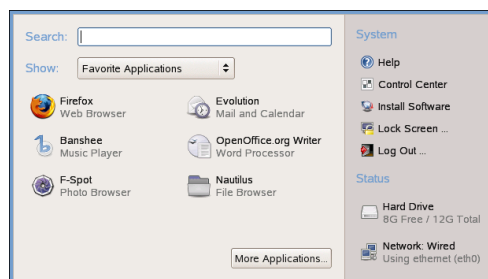 Search:
Show: Favorite Applications
Firefox
Web Browser
Evolution
Mail and Calendar
Banshee
Music Player
OpenOffice.org Writer
Word Processor
F-Spot
Photo Browser
Nautilus
File Browser
More Applications...
System
Help
Control Center
Install Software
Lock Screen ...
Log Out ...
Status
Hard Drive
8G Free / 12G Total
Network: Wired
Using ethernet (eth0)